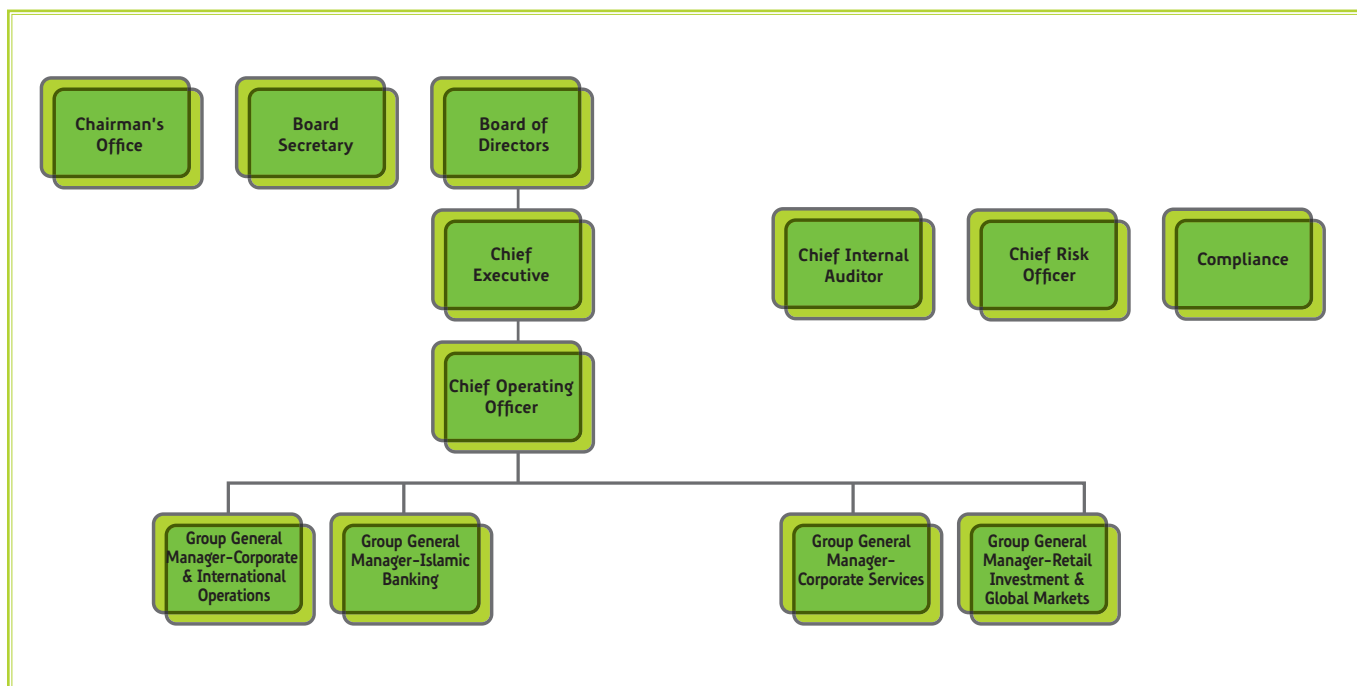 Chairman's
Office
Board
Secretary
Board of
Directors
Chief
Executive
Chief Internal
Auditor
Chief Risk
Officer
Compliance
Chief Operating
Officer
Group General
Manager-Corporate
& International
Operations
Group General
Manager-Islamic
Banking
Group General
Manager-
Corporate Services
Group General
Manager-Retail
Investment &
Global Markets